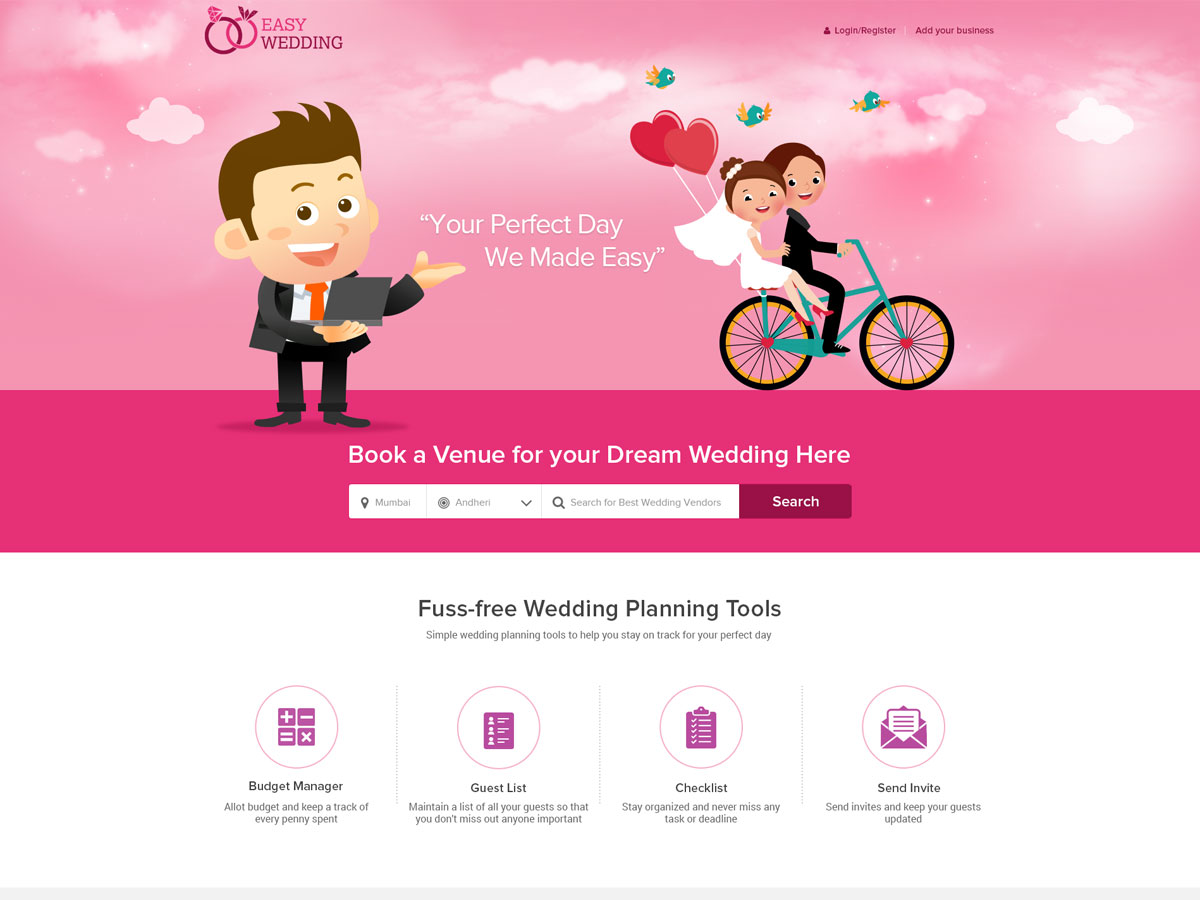 EASY
WEDDING
Login/Register
Add your business
“Your Perfect Day
We Made Easy”
Book a Venue for your Dream Wedding Here
Mumbai
Andheri
Search for Best Wedding Vendors
Search
Fuss-free Wedding Planning Tools
Simple wedding planning tools to help you stay on track for your perfect day
Budget Manager
Allot budget and keep a track of
every penny spent
Guest List
Maintain a list of all your guests so that
you don't miss out anyone important
Checklist
Stay organized and never miss any
task or deadline
Send Invite
Send invites and keep your guests
updated